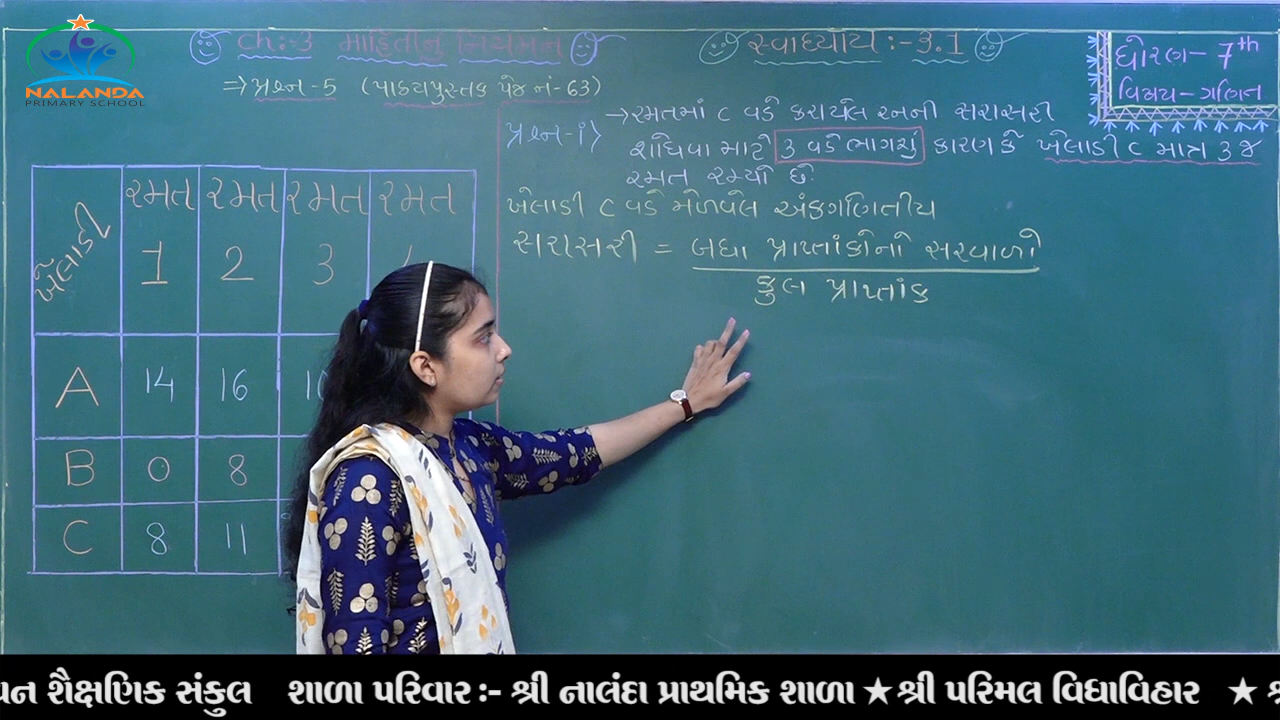 NALANDA
PRIMARY SCHOOL
ch:-3 માહિતીનું નિયમન
સ્વાધ્યાય :- 3.1
ધોરણ- 7th
વિષય - ગણિત
⇒ પ્રશ્ન -5 (પાઠ્યપુસ્તક પેજ નં-63)
પ્રશ્ન-
→ રમતમાં C વડે કરાયેલ રનની સરાસરી
શોધવા માટે 3 વડે ભાગશું કારણકે ખેલાડી C માત્ર 3 જ
રમત રમ્યો છે
ખેલાડી C વડે મેળવેલ અંકગણિતીય
સરાસરી = બધા પ્રાપ્તાંકોનો સરવાળો
કુલ પ્રાપ્તાંક
ખેલાડી રમત 1 રમત 2 રમત 3 રમત
A 14 16
B 0 8
C 8 11
શૈક્ષણિક સંકુલ શાળા પરિવાર :- શ્રી નાલંદા પ્રાથમિક શાળા ★ શ્રી પરિમલ વિધાવિહાર ★